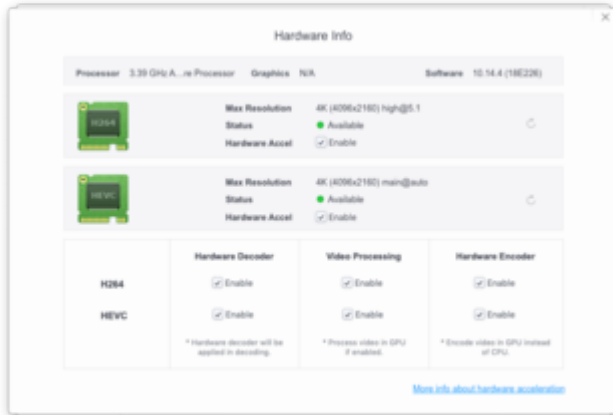 Hardware Info
Processor 3.39 GHz A...re Processor Graphics N/A Software 10.14.4 (18E226)
H264
Max Resolution 4K (4096x2160) high@5.1
Status Available
Hardware Accel Enable
HEVC
Max Resolution 4K (4096x2160) main@auto
Status Available
Hardware Accel Enable
Hardware Decoder Video Processing Hardware Encoder
H264 Enable Enable Enable
HEVC Enable Enable Enable
* Hardware decoder will be * Process video in GPU * Encode video in GPU instead
applied in decoding. if enabled. of CPU.
More info about hardware acceleration